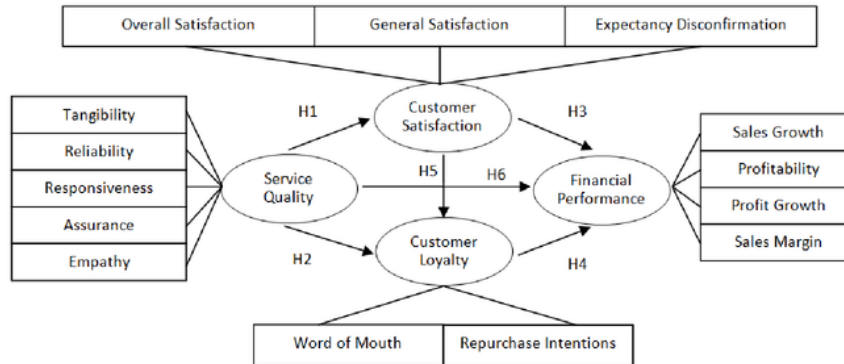 Overall Satisfaction
General Satisfaction
Expectancy Disconfirmation
Tangibility
Reliability
Responsiveness
Assurance
Empathy
H1
Customer
Satisfaction
H3
Service
Quality
H5
H6
Financial
Performance
H2
Customer
Loyalty
H4
Sales Growth
Profitability
Profit Growth
Sales Margin
Word of Mouth
Repurchase Intentions